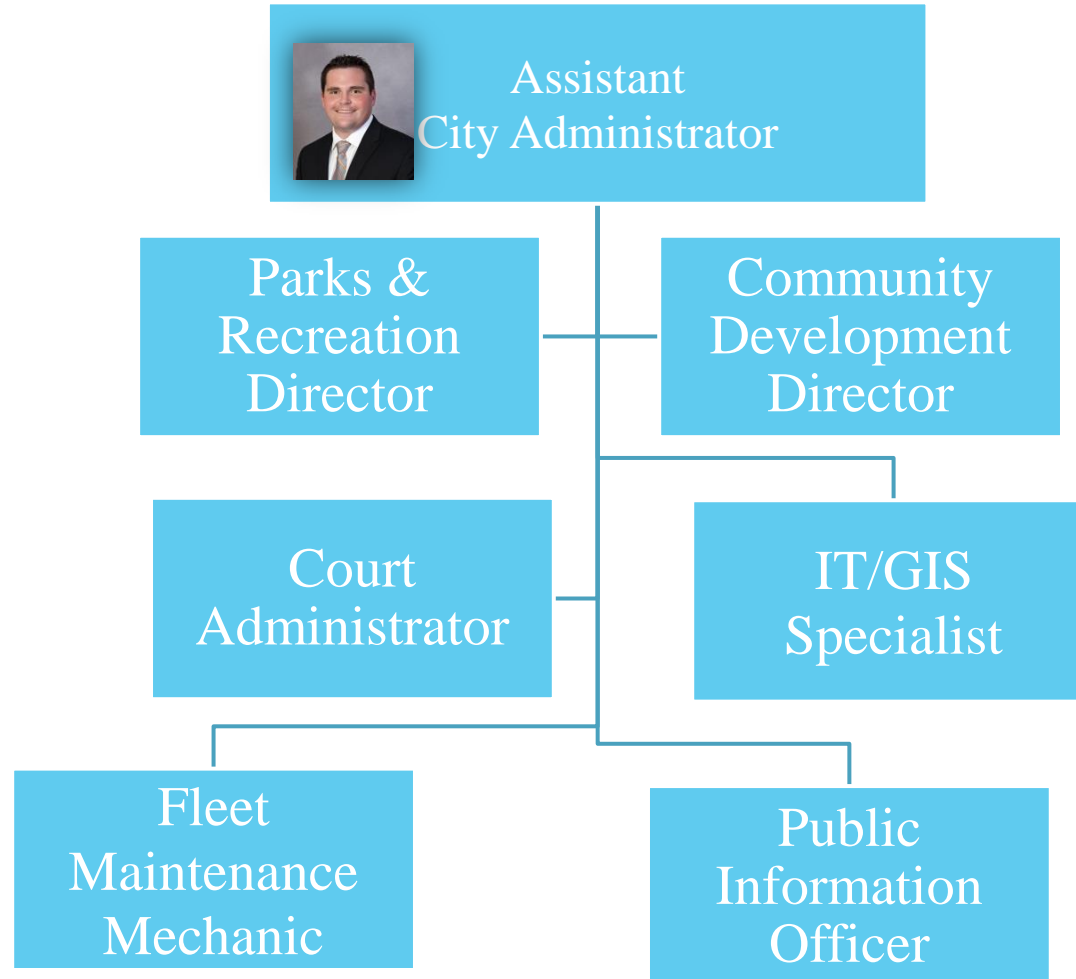 Assistant
City Administrator
Parks &
Recreation
Director
Community
Development
Director
Court
Administrator
IT/GIS
Specialist
Fleet
Maintenance
Mechanic
Public
Information
Officer